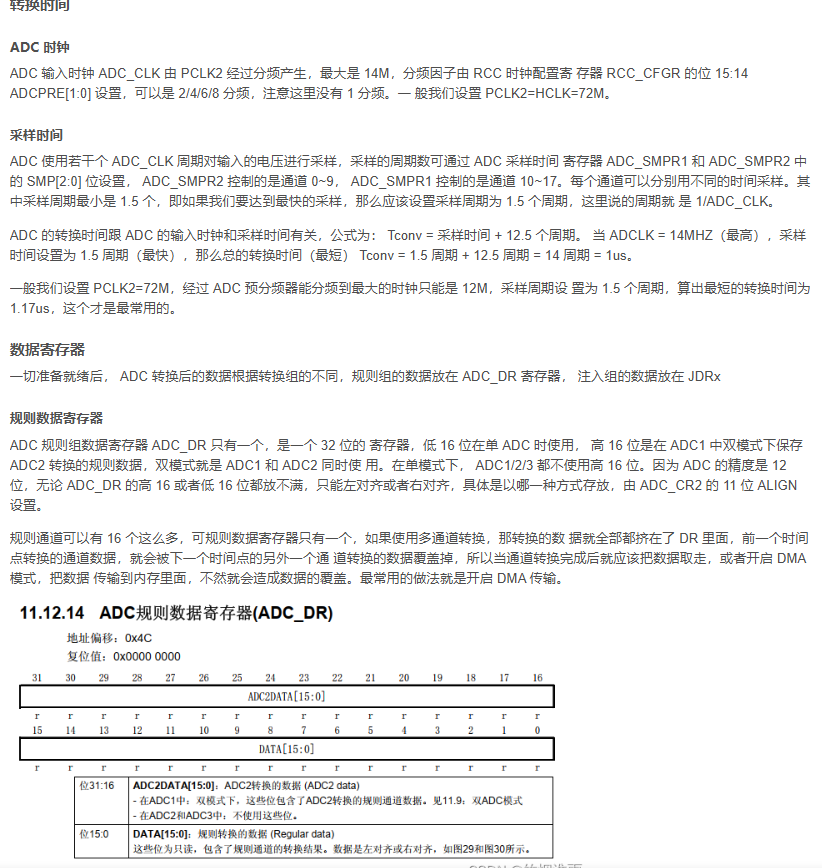 转换时间
ADC 时钟
ADC 输入时钟 ADC_CLK 由 PCLK2 经过分频产生，最大是 14M，分频因子由 RCC 时钟配置寄 存器 RCC_CFGR 的位 15:14
ADCPRE[1:0] 设置，可以是 2/4/6/8 分频，注意这里没有 1 分频。一 般我们设置 PCLK2=HCLK=72M。
采样时间
ADC 使用若干个 ADC_CLK 周期对输入的电压进行采样，采样的周期数可通过 ADC 采样时间 寄存器 ADC_SMPR1 和 ADC_SMPR2 中
的 SMP[2:0] 位设置， ADC_SMPR2 控制的是通道 0~9， ADC_SMPR1 控制的是通道 10~17。每个通道可以分别用不同的时间采样。其
中采样周期最小是 1.5 个，即如果我们要达到最快的采样，那么应该设置采样周期为 1.5 个周期，这里说的周期就 是 1/ADC_CLK。
ADC 的转换时间跟 ADC 的输入时钟和采样时间有关，公式为： Tconv = 采样时间 + 12.5 个周期。 当 ADCLK = 14MHZ（最高），采样
时间设置为 1.5 周期（最快），那么总的转换时间（最短） Tconv = 1.5 周期 + 12.5 周期 = 14 周期 = 1us。
一般我们设置 PCLK2=72M，经过 ADC 预分频器能分频到最大的时钟只能是 12M，采样周期设 置为 1.5 个周期，算出最短的转换时间为
1.17us，这个才是最常用的。
数据寄存器
一切准备就绪后， ADC 转换后的数据根据转换组的不同，规则组的数据放在 ADC_DR 寄存器， 注入组的数据放在 JDRx
规则数据寄存器
ADC 规则组数据寄存器 ADC_DR 只有一个，是一个 32 位的 寄存器，低 16 位在单 ADC 时使用， 高 16 位是在 ADC1 中双模式下保存
ADC2 转换的规则数据，双模式就是 ADC1 和 ADC2 同时使 用。在单模式下， ADC1/2/3 都不使用高 16 位。因为 ADC 的精度是 12
位，无论 ADC_DR 的高 16 或者低 16 位都放不满，只能左对齐或者右对齐，具体是以哪一种方式存放，由 ADC_CR2 的 11 位 ALIGN
设置。
规则通道可以有 16 个这么多，可规则数据寄存器只有一个，如果使用多通道转换，那转换的数 据就全部都挤在了 DR 里面，前一个时间
点转换的通道数据，就会被下一个时间点的另外一个通 道转换的数据覆盖掉，所以当通道转换完成后就应该把数据取走，或者开启 DMA
模式，把数据 传输到内存里面，不然就会造成数据的覆盖。最常用的做法就是开启 DMA 传输。
11.12.14 ADC规则数据寄存器(ADC_DR)
地址偏移：0x4C
复位值：0x0000 0000
31 30 29 28 27 26 25 24 23 22 21 20 19 18 17 16
ADC2DATA[15:0]
r r r r r r r r r r r r r r r r
15 14 13 12 11 10 9 8 7 6 5 4 3 2 1 0
DATA[15:0]
r r r r r r r r r r r r r r r r
位31:16 ADC2DATA[15:0]：ADC2转换的数据 (ADC2 data)
- 在ADC1中：双模式下，这些位包含了ADC2转换的规则通道数据。见11.9：双ADC模式
- 在ADC2和ADC3中：不使用这些位。
位15:0 DATA[15:0]：规则转换的数据 (Regular data)
这些位为只读，包含了规则通道的转换结果。数据是左对齐或右对齐，如图29和图30所示。